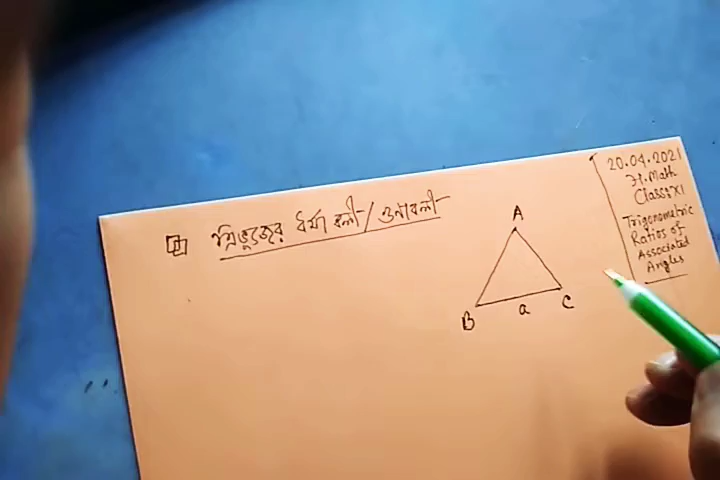 ত্রিভুজের ধর্মাবলী/গুণাবলী
A
B
a
C
20.04.2021
H.Math
Class:XI
Trigonometric
Ratios of
Associated
Angles